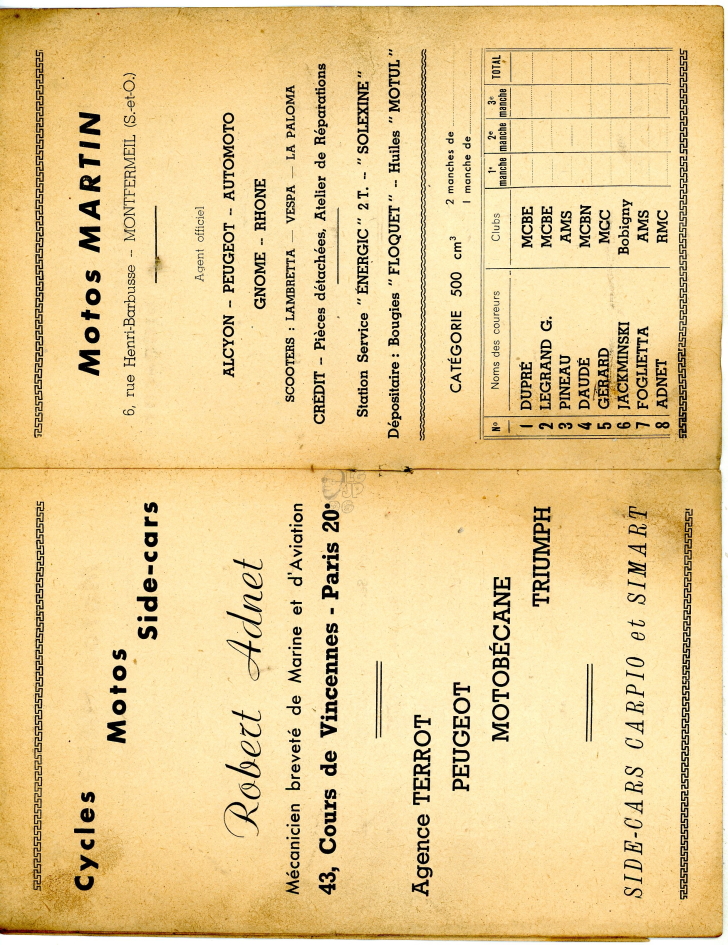 Cycles
Motos
Side-cars
Robert Adnet
Mécanicien breveté de Marine et d'Aviation
43, Cours de Vincennes - Paris 20e
Agence TERROT
PEUGEOT
MOTOBÉCANE
TRIUMPH
SIDE-CARS CARPIO et SIMART
Motos MARTIN
6, rue Henri-Barbusse -- MONTFERMEIL (S.-et-O.)
Agent officiel
ALCYON -- PEUGEOT -- AUTOMOTO
GNOME -- RHONE
SCOOTERS : LAMBRETTA — VESPA — LA PALOMA
CRÉDIT -- Pièces détachées, Atelier de Réparations
Station Service " ÉNERGIC " 2 T. -- " SOLEXINE "
Dépositaire : Bougies " FLOQUET " -- Huiles " MOTUL "
CATÉGORIE 500 cm³ 2 manches de
1 manche de
N° Noms des coureurs Clubs 1e manche 2e manche 3e manche TOTAL
1 DUPRÉ MCBE
2 LEGRAND G. MCBE
3 PINEAU AMS
4 DAUDÉ MCBN
5 GÉRARD MCC
6 JACKMINSKI Bobigny
7 FOGLIETTA AMS
8 ADNET RMC